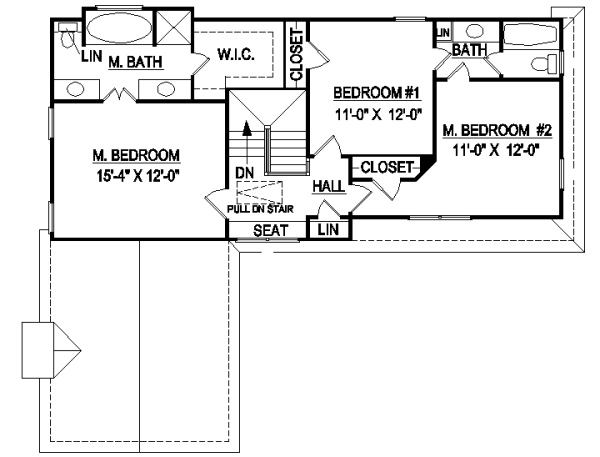 LIN
M. BATH
W.I.C.
CLOSET
LIN
BATH
BEDROOM #1
11'-0" X 12'-0"
M. BEDROOM
15'-4" X 12'-0"
M. BEDROOM #2
11'-0" X 12'-0"
DN
CLOSET
HALL
PULL DN STAIR
SEAT
LIN